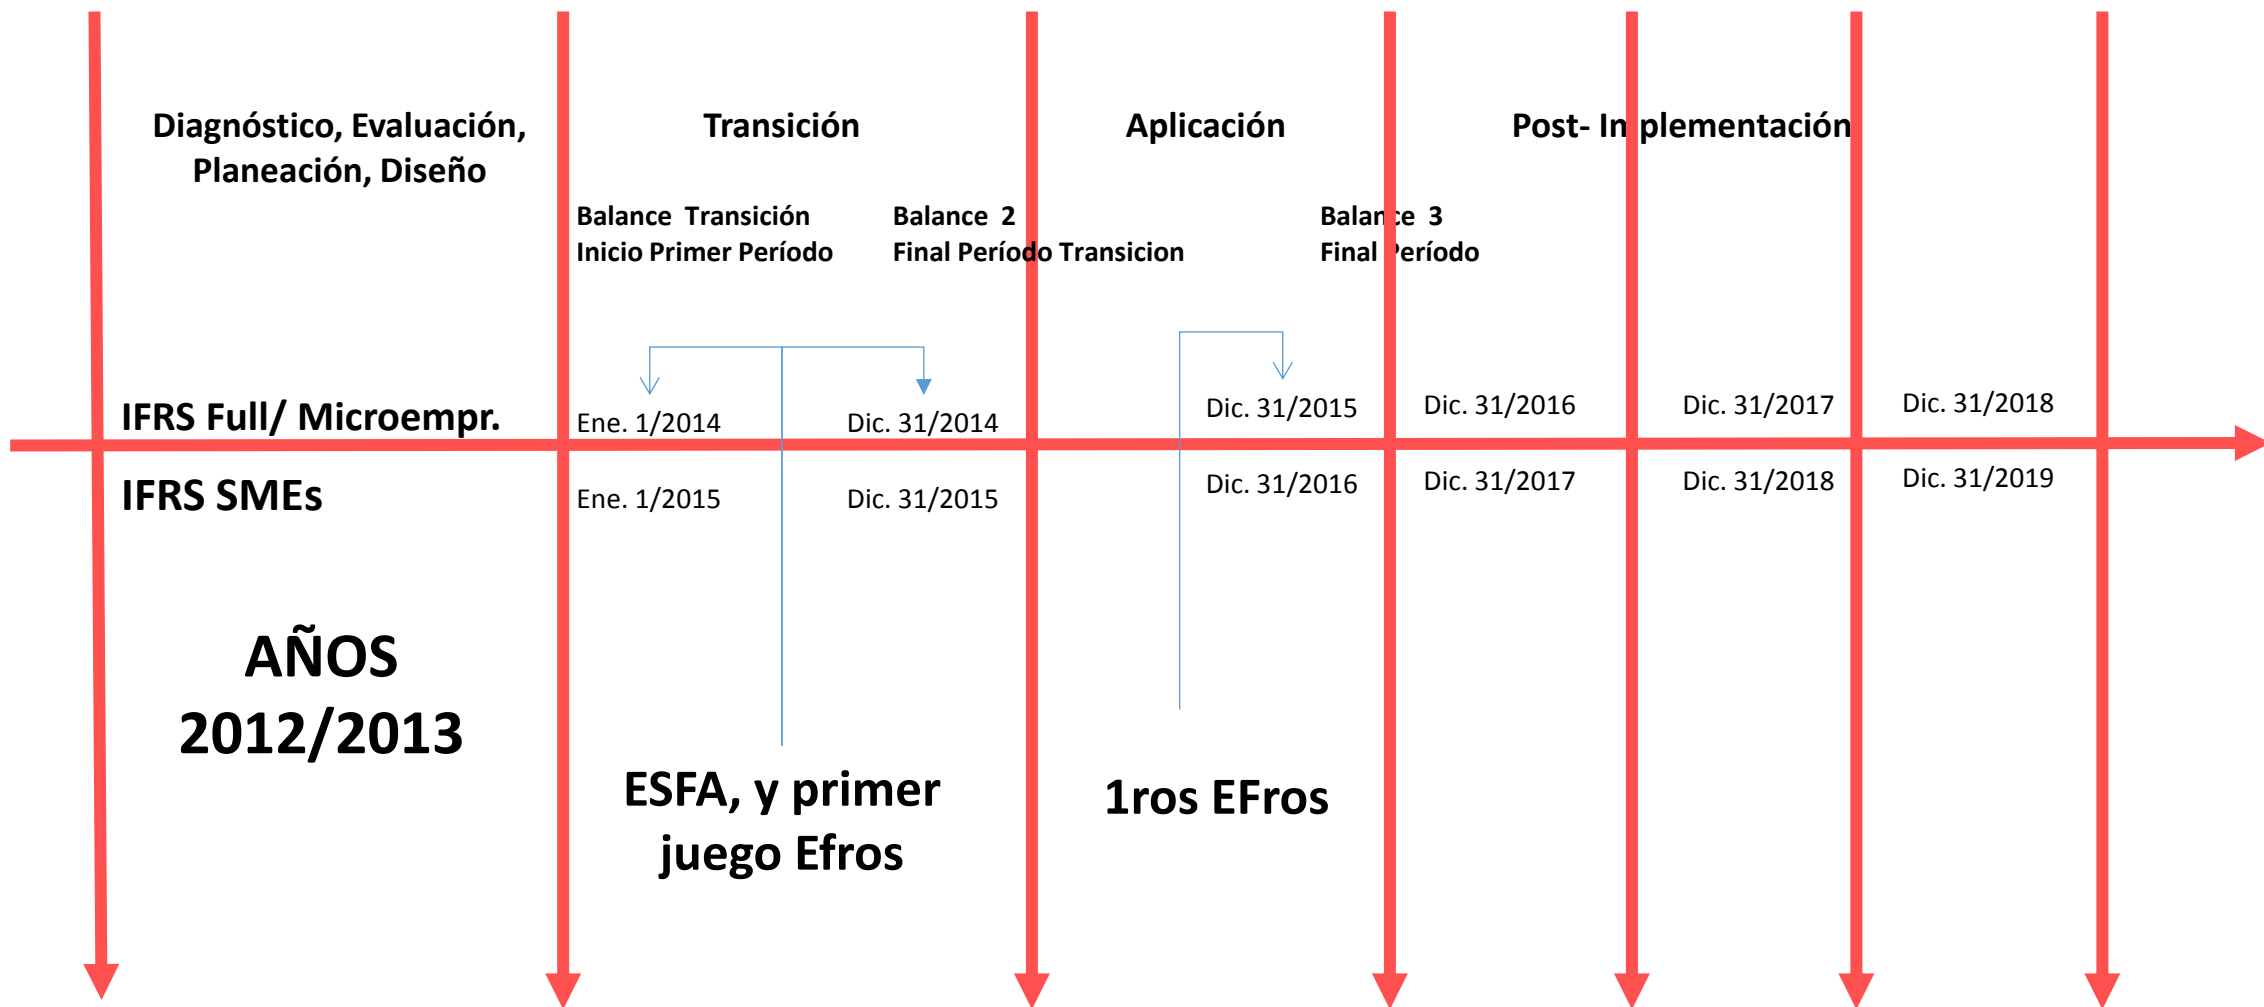 Diagnóstico, Evaluación,
Planeación, Diseño
Transición
Aplicación
Post- Implementación
Balance Transición
Inicio Primer Período
Balance 2
Final Período Transicion
Balance 3
Final Período
IFRS Full/ Microempr.
Ene. 1/2014
Dic. 31/2014
Dic. 31/2015
Dic. 31/2016
Dic. 31/2017
Dic. 31/2018
IFRS SMEs
Ene. 1/2015
Dic. 31/2015
Dic. 31/2016
Dic. 31/2017
Dic. 31/2018
Dic. 31/2019
AÑOS
2012/2013
ESFA, y primer
juego Efros
1ros EFros